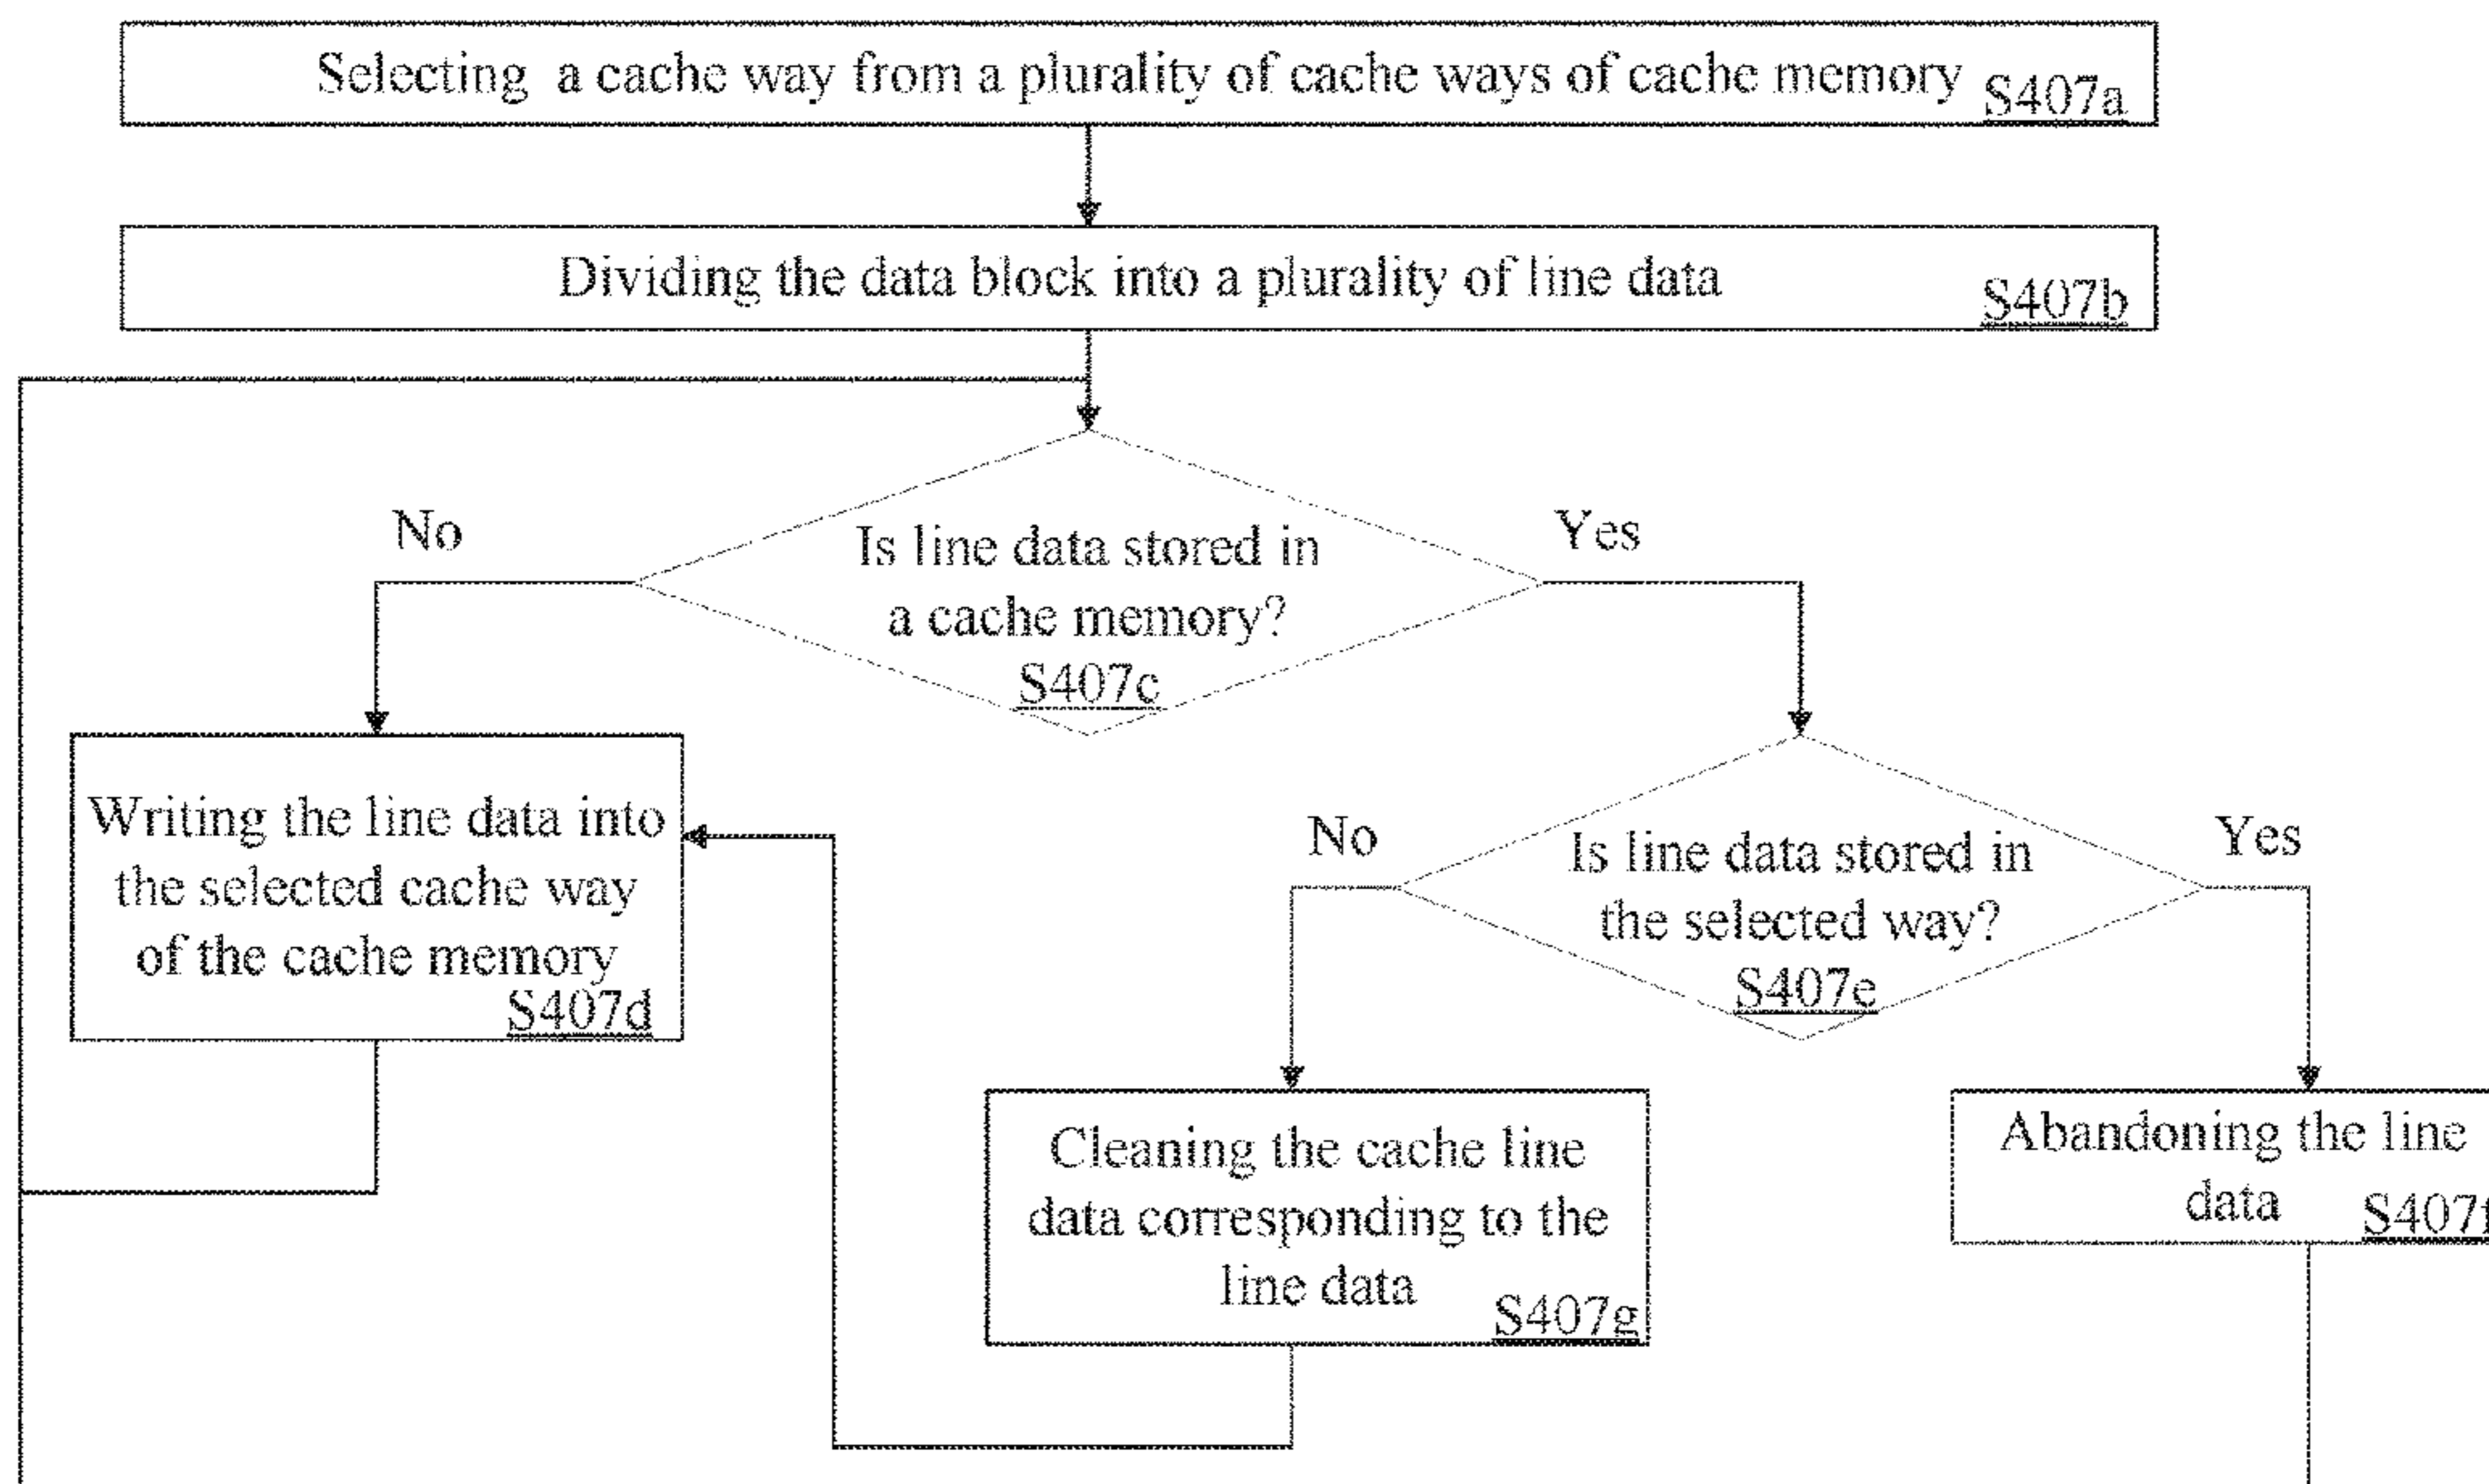 Selecting a cache way from a plurality of cache ways of cache memory S407a
Dividing the data block into a plurality of line data S407b
No
Yes
Is line data stored in
a cache memory?
S407c
Writing the line data into
the selected cache way
of the cache memory
S407d
No
Yes
Is line data stored in
the selected way?
S407e
Cleaning the cache line
data corresponding to the
line data
S407g
Abandoning the line
data S407f